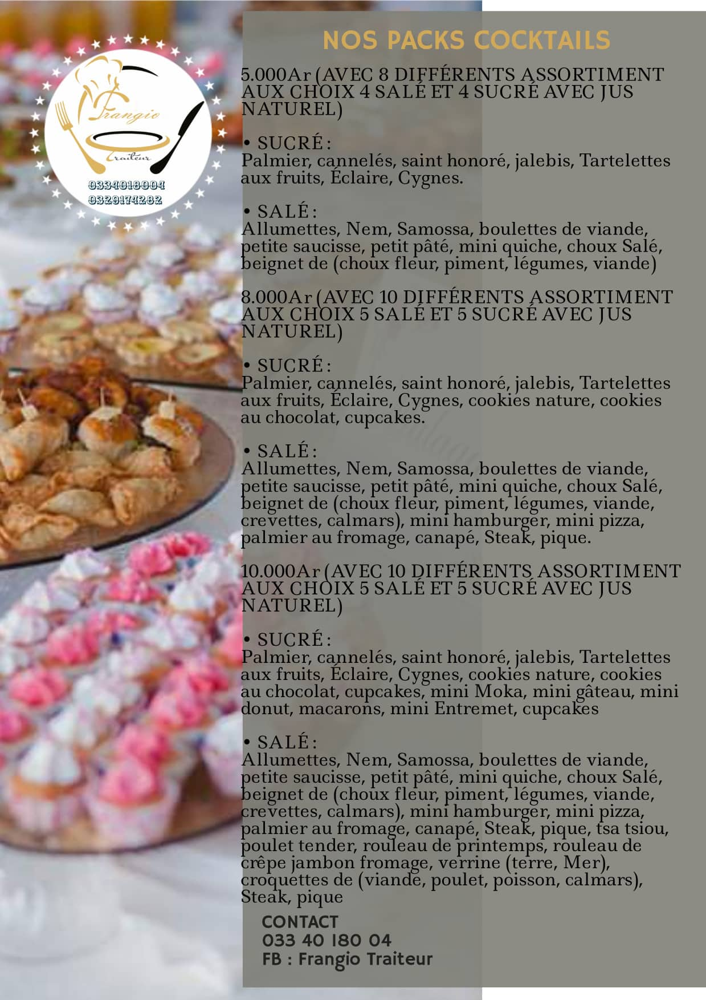 Frangio
Traiteur
0334018004
0329174282
NOS PACKS COCKTAILS
5.000Ar (AVEC 8 DIFFÉRENTS ASSORTIMENT
AUX CHOIX 4 SALÉ ET 4 SUCRÉ AVEC JUS
NATUREL)
• SUCRÉ :
Palmier, cannelés, saint honoré, jalebis, Tartelettes
aux fruits, Éclaire, Cygnes.
• SALÉ :
Allumettes, Nem, Samossa, boulettes de viande,
petite saucisse, petit pâté, mini quiche, choux Salé,
beignet de (choux fleur, piment, légumes, viande)
8.000Ar (AVEC 10 DIFFÉRENTS ASSORTIMENT
AUX CHOIX 5 SALÉ ET 5 SUCRÉ AVEC JUS
NATUREL)
• SUCRÉ :
Palmier, cannelés, saint honoré, jalebis, Tartelettes
aux fruits, Éclaire, Cygnes, cookies nature, cookies
au chocolat, cupcakes.
• SALÉ :
Allumettes, Nem, Samossa, boulettes de viande,
petite saucisse, petit pâté, mini quiche, choux Salé,
beignet de (choux fleur, piment, légumes, viande,
crevettes, calmars), mini hamburger, mini pizza,
palmier au fromage, canapé, Steak, pique.
10.000Ar (AVEC 10 DIFFÉRENTS ASSORTIMENT
AUX CHOIX 5 SALÉ ET 5 SUCRÉ AVEC JUS
NATUREL)
• SUCRÉ :
Palmier, cannelés, saint honoré, jalebis, Tartelettes
aux fruits, Éclaire, Cygnes, cookies nature, cookies
au chocolat, cupcakes, mini Moka, mini gâteau, mini
donut, macarons, mini Entremet, cupcakes
• SALÉ :
Allumettes, Nem, Samossa, boulettes de viande,
petite saucisse, petit pâté, mini quiche, choux Salé,
beignet de (choux fleur, piment, légumes, viande,
crevettes, calmars), mini hamburger, mini pizza,
palmier au fromage, canapé, Steak, pique, tsa tsiou,
poulet tender, rouleau de printemps, rouleau de
crêpe jambon fromage, verrine (terre, Mer),
croquettes de (viande, poulet, poisson, calmars),
Steak, pique
CONTACT
033 40 180 04
FB : Frangio Traiteur